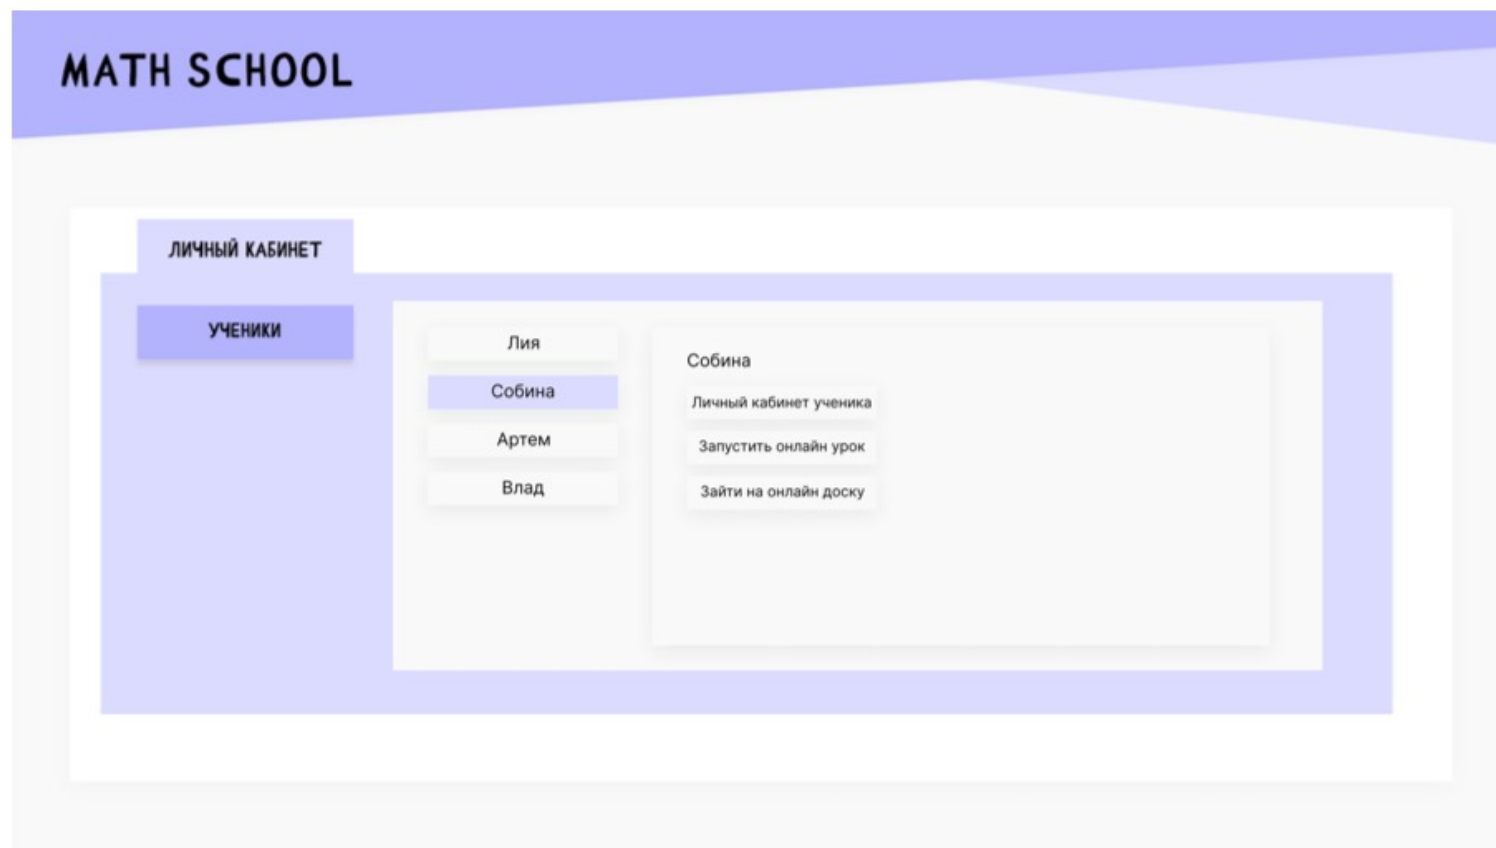 MATH SCHOOL
ЛИЧНЫЙ КАБИНЕТ
УЧЕНИКИ
Лия
Собина
Артем
Влад
Собина
Личный кабинет ученика
Запустить онлайн урок
Зайти на онлайн доску